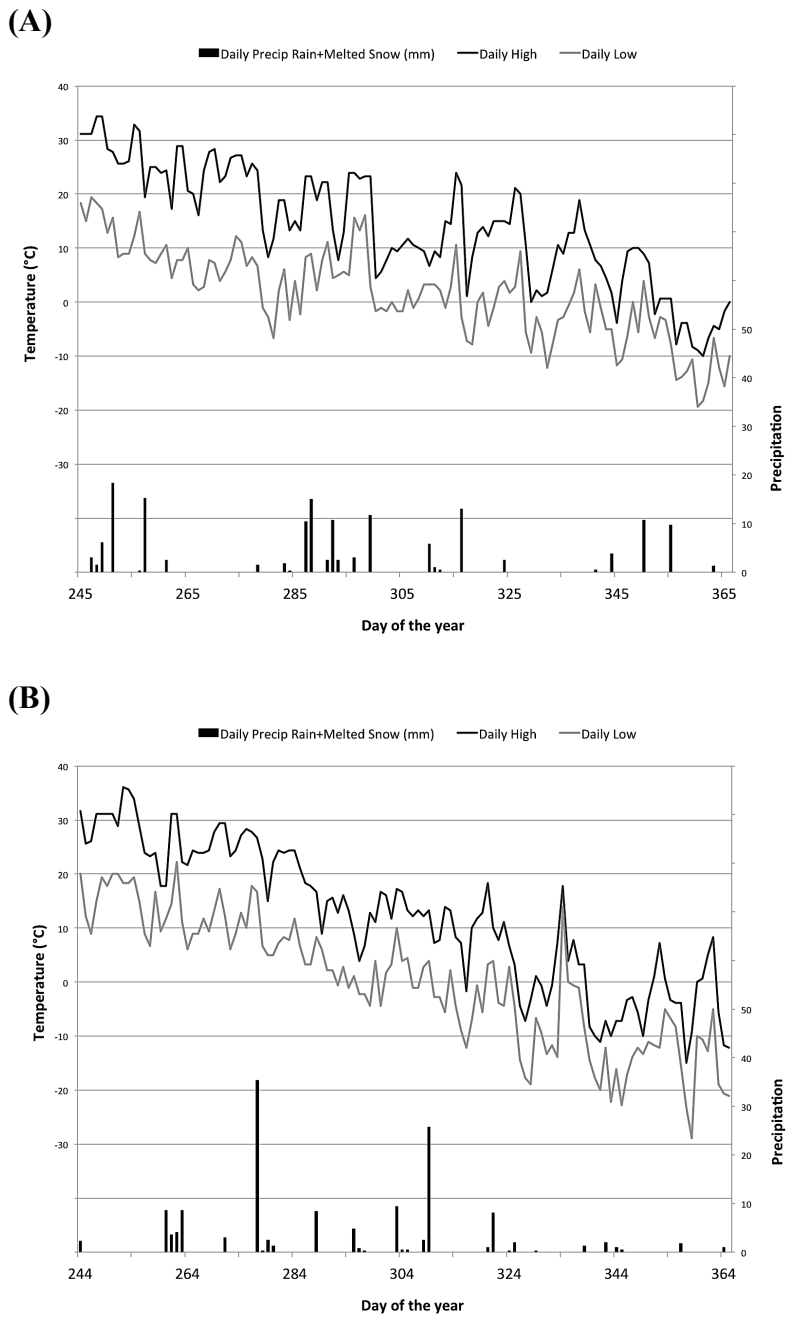 (A)
Daily Precip Rain+Melted Snow (mm) Daily High Daily Low
40
30
20
10
0
-10
-20
-30
Temperature (°C)
50
40
30
20
10
0
Precipitation
245 265 285 305 325 345 365
Day of the year
(B)
Daily Precip Rain+Melted Snow (mm) Daily High Daily Low
40
30
20
10
0
-10
-20
-30
Temperature (°C)
50
40
30
20
10
0
Precipitation
244 264 284 304 324 344 364
Day of the year